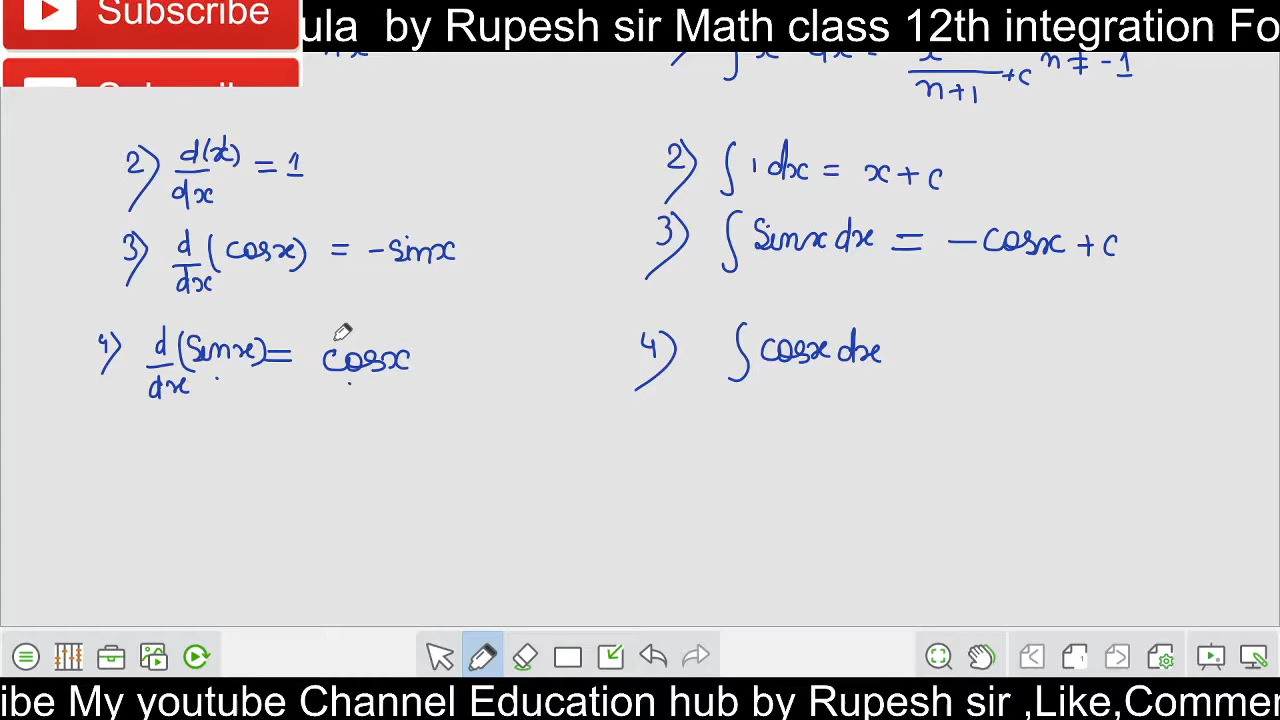 Subscribe
ula by Rupesh sir Math class 12th integration Fo
n+1 +c n ≠ -1
2) d(x)/dx = 1
2) ∫ 1 dx = x + c
3) d/dx (cosx) = -sinx
3) ∫ Sinx dx = -cosx + c
4) d/dx (Sinx) = cosx
4) ∫ cosx dx
ibe My youtube Channel Education hub by Rupesh sir ,Like,Commer